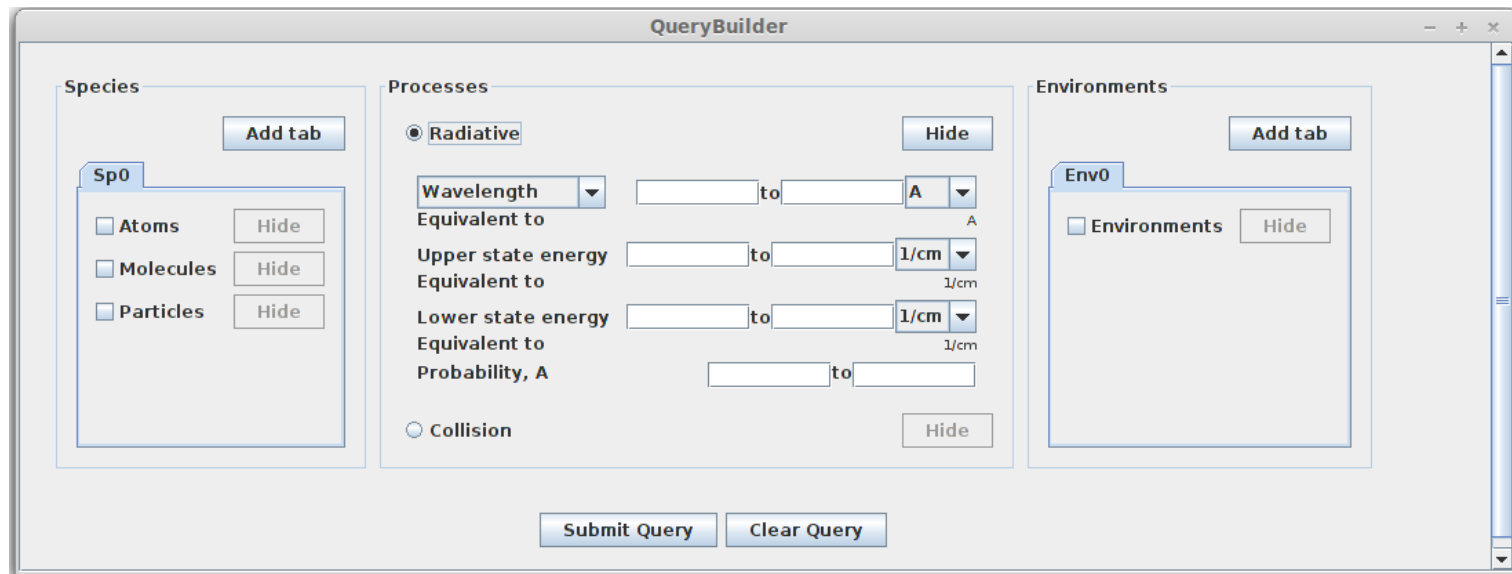 QueryBuilder
Species
Add tab
Sp0
Atoms Hide
Molecules Hide
Particles Hide
Processes
Radiative Hide
Wavelength to A
Equivalent to A
Upper state energy to 1/cm
Equivalent to 1/cm
Lower state energy to 1/cm
Equivalent to 1/cm
Probability, A to
Collision Hide
Environments
Add tab
Env0
Environments Hide
Submit Query Clear Query